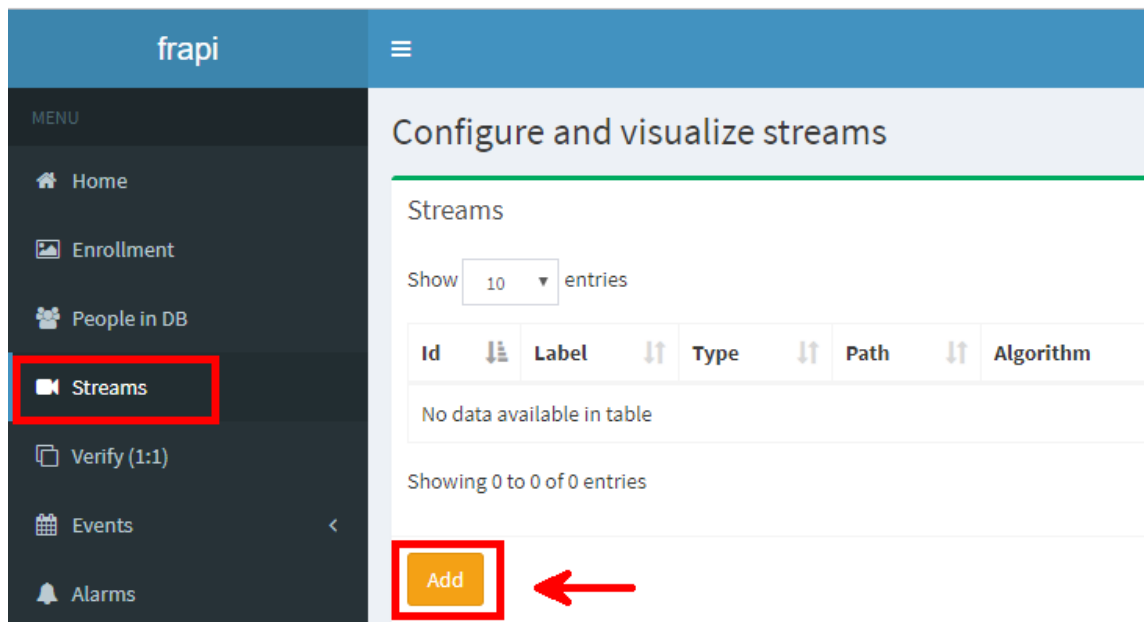 frapi
MENU
Home
Enrollment
People in DB
Streams
Verify (1:1)
Events
Alarms
Configure and visualize streams
Streams
Show 10 entries
Id Label Type Path Algorithm
No data available in table
Showing 0 to 0 of 0 entries
Add